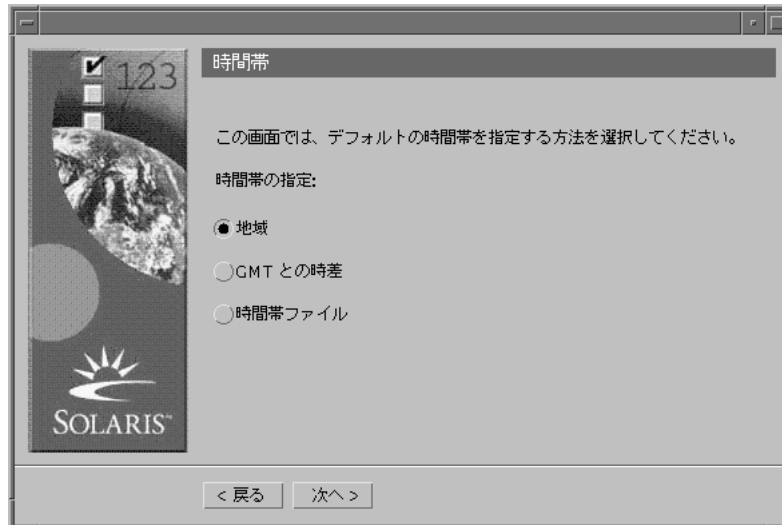 123
SOLARIS™
時間帯
この画面では、デフォルトの時間帯を指定する方法を選択してください。
時間帯の指定:
地域
GMT との時差
時間帯ファイル
< 戻る
次へ >